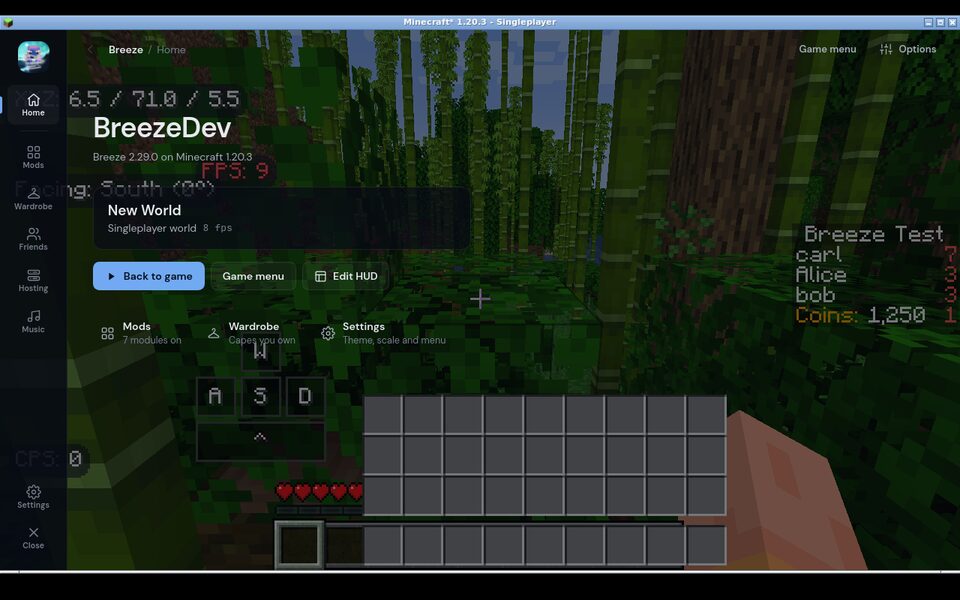 Minecraft* 1.20.3 - Singleplayer
Breeze / Home
Game menu
Options
6.5 / 71.0 / 5.5
Home
BreezeDev
Breeze 2.29.0 on Minecraft 1.20.3
FPS: 9
Mods
Facing: South (0°)
Wardrobe
New World
Singleplayer world 8 fps
Friends
Breeze Test
carl 7
Alice 3
bob 3
Coins: 1,250 1
Back to game
Game menu
Edit HUD
Hosting
Music
Mods
7 modules on
Wardrobe
Capes you own
Settings
Theme, scale and menu
W
A S D
^
CPS: 0
Settings
Close